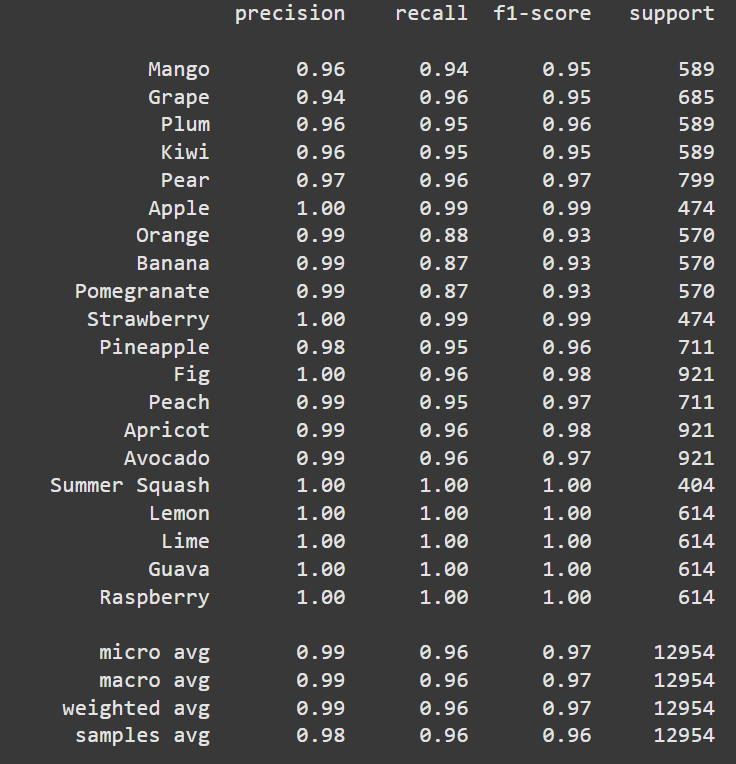 precision recall f1-score support
Mango 0.96 0.94 0.95 589
Grape 0.94 0.96 0.95 685
Plum 0.96 0.95 0.96 589
Kiwi 0.96 0.95 0.95 589
Pear 0.97 0.96 0.97 799
Apple 1.00 0.99 0.99 474
Orange 0.99 0.88 0.93 570
Banana 0.99 0.87 0.93 570
Pomegranate 0.99 0.87 0.93 570
Strawberry 1.00 0.99 0.99 474
Pineapple 0.98 0.95 0.96 711
Fig 1.00 0.96 0.98 921
Peach 0.99 0.95 0.97 711
Apricot 0.99 0.96 0.98 921
Avocado 0.99 0.96 0.97 921
Summer Squash 1.00 1.00 1.00 404
Lemon 1.00 1.00 1.00 614
Lime 1.00 1.00 1.00 614
Guava 1.00 1.00 1.00 614
Raspberry 1.00 1.00 1.00 614
micro avg 0.99 0.96 0.97 12954
macro avg 0.99 0.96 0.97 12954
weighted avg 0.99 0.96 0.97 12954
samples avg 0.98 0.96 0.96 12954